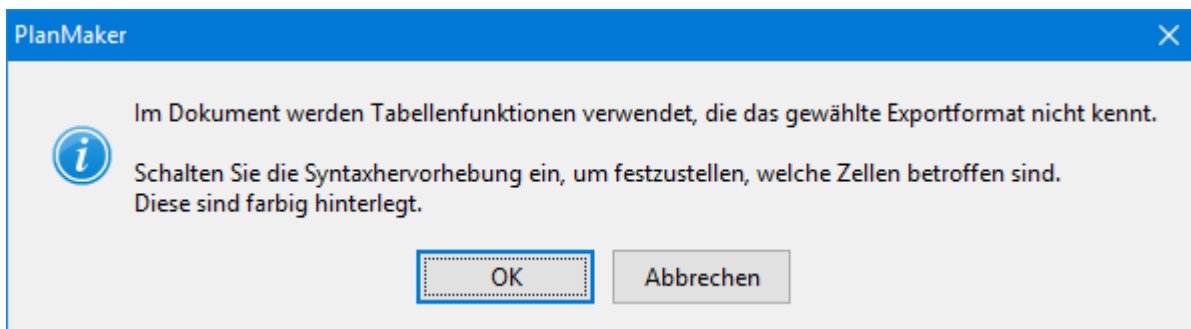 PlanMaker
Im Dokument werden Tabellenfunktionen verwendet, die das gewählte Exportformat nicht kennt.
Schalten Sie die Syntaxhervorhebung ein, um festzustellen, welche Zellen betroffen sind.
Diese sind farbig hinterlegt.
OK
Abbrechen